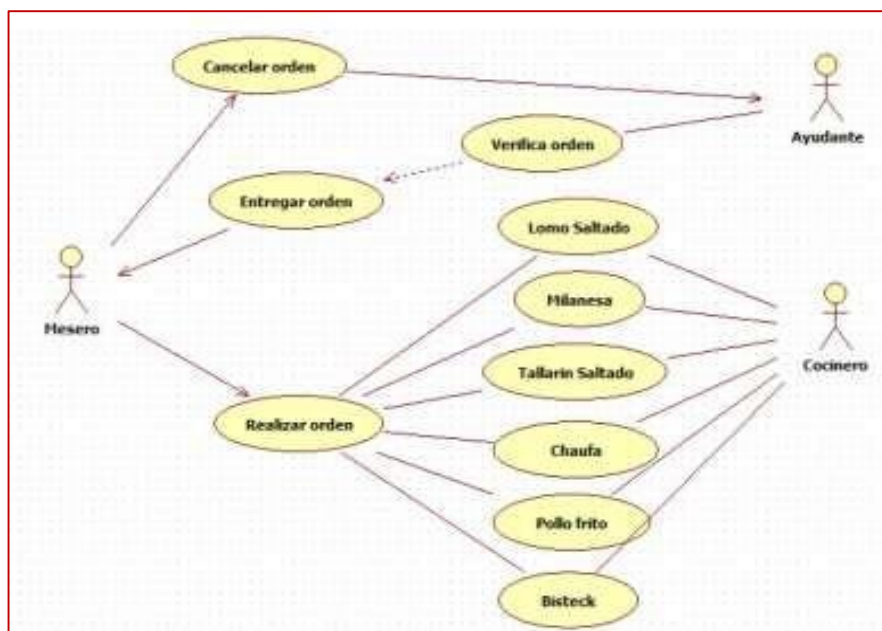 Cancelar orden
Ayudante
Verifica orden
Entregar orden
Lomo Saltado
Mesero
Milanesa
Cocinero
Tallarin Saltado
Realizar orden
Chaufa
Pollo frito
Bisteck